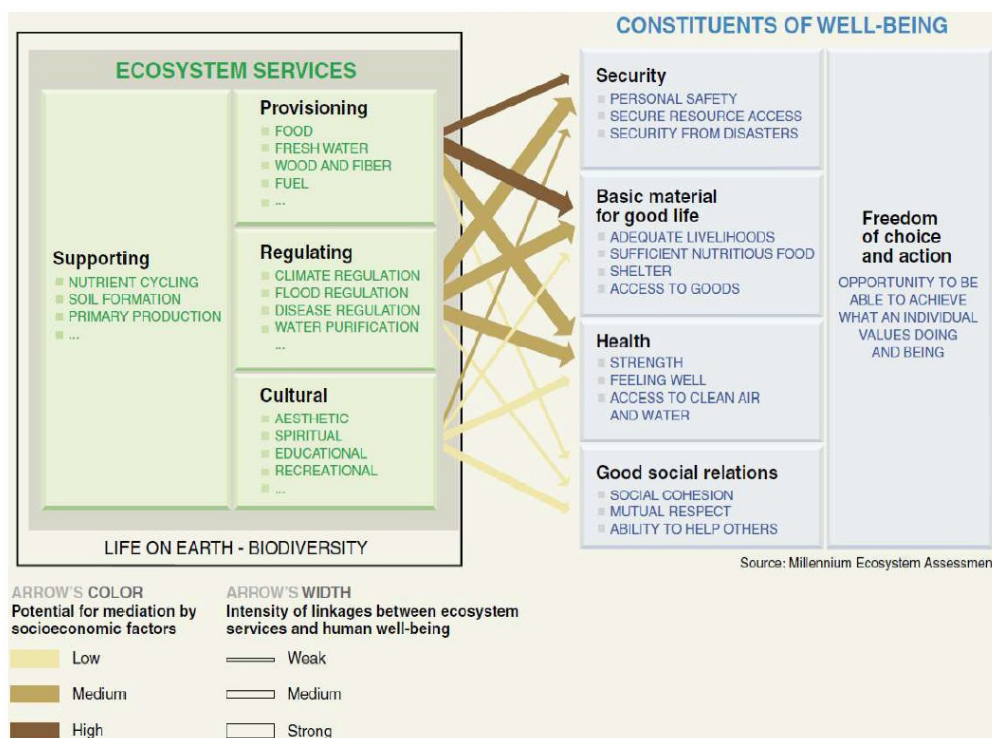 CONSTITUENTS OF WELL-BEING
ECOSYSTEM SERVICES
Supporting
NUTRIENT CYCLING
SOIL FORMATION
PRIMARY PRODUCTION
...
Provisioning
FOOD
FRESH WATER
WOOD AND FIBER
FUEL
...
Regulating
CLIMATE REGULATION
FLOOD REGULATION
DISEASE REGULATION
WATER PURIFICATION
...
Cultural
AESTHETIC
SPIRITUAL
EDUCATIONAL
RECREATIONAL
...
LIFE ON EARTH - BIODIVERSITY
Security
PERSONAL SAFETY
SECURE RESOURCE ACCESS
SECURITY FROM DISASTERS
Basic material
for good life
ADEQUATE LIVELIHOODS
SUFFICIENT NUTRITIOUS FOOD
SHELTER
ACCESS TO GOODS
Health
STRENGTH
FEELING WELL
ACCESS TO CLEAN AIR
AND WATER
Good social relations
SOCIAL COHESION
MUTUAL RESPECT
ABILITY TO HELP OTHERS
Freedom
of choice
and action
OPPORTUNITY TO BE
ABLE TO ACHIEVE
WHAT AN INDIVIDUAL
VALUES DOING
AND BEING
Source: Millennium Ecosystem Assessmen
ARROW'S COLOR
Potential for mediation by
socioeconomic factors
Low
Medium
High
ARROW'S WIDTH
Intensity of linkages between ecosystem
services and human well-being
Weak
Medium
Strong